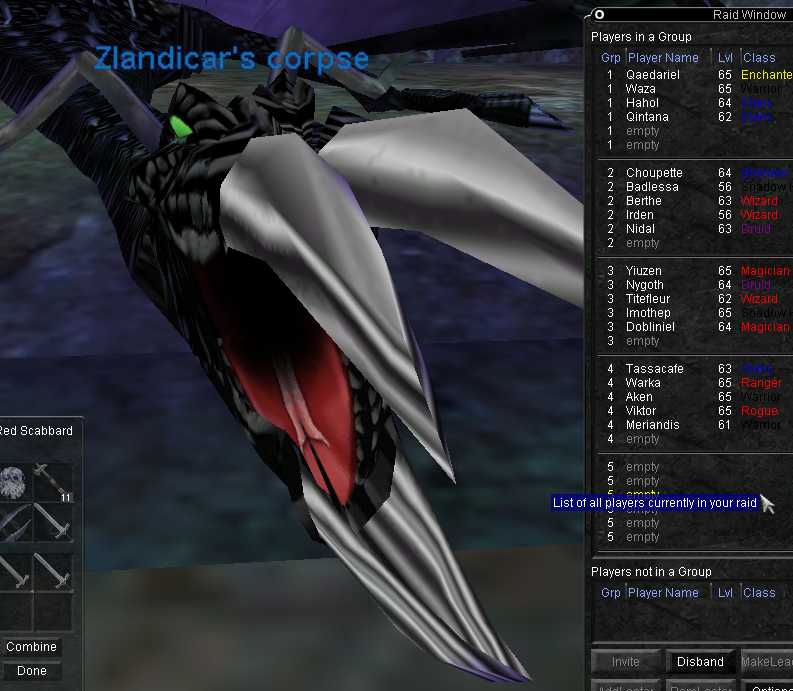 Zlandicar's corpse
Raid Window
Players in a Group
Grp Player Name Lvl Class
1 Qaedariel 65 Enchante
1 Waza 65 Warrior
1 Hahol 64
1 Qintana 62
1 empty
1 empty
2 Choupette 64
2 Badlessa 56 Shadow
2 Berthe 63 Wizard
2 Irden 56 Wizard
2 Nidal 63 Druid
2 empty
3 Yiuzen 65 Magician
3 Nygoth 64 Druid
3 Titefleur 62 Wizard
3 Imothep 65 Shadow
3 Dobliniel 64 Magician
3 empty
4 Tassacafe 63
4 Warka 65 Ranger
4 Aken 65 Warrior
4 Viktor 65 Rogue
4 Meriandis 61 Warrior
4 empty
5 empty
5 empty
5 empty
List of all players currently in your raid
5 empty
5 empty
5 empty
Players not in a Group
Grp Player Name Lvl Class
Invite Disband MakeLea
Red Scabbard
11
Combine
Done